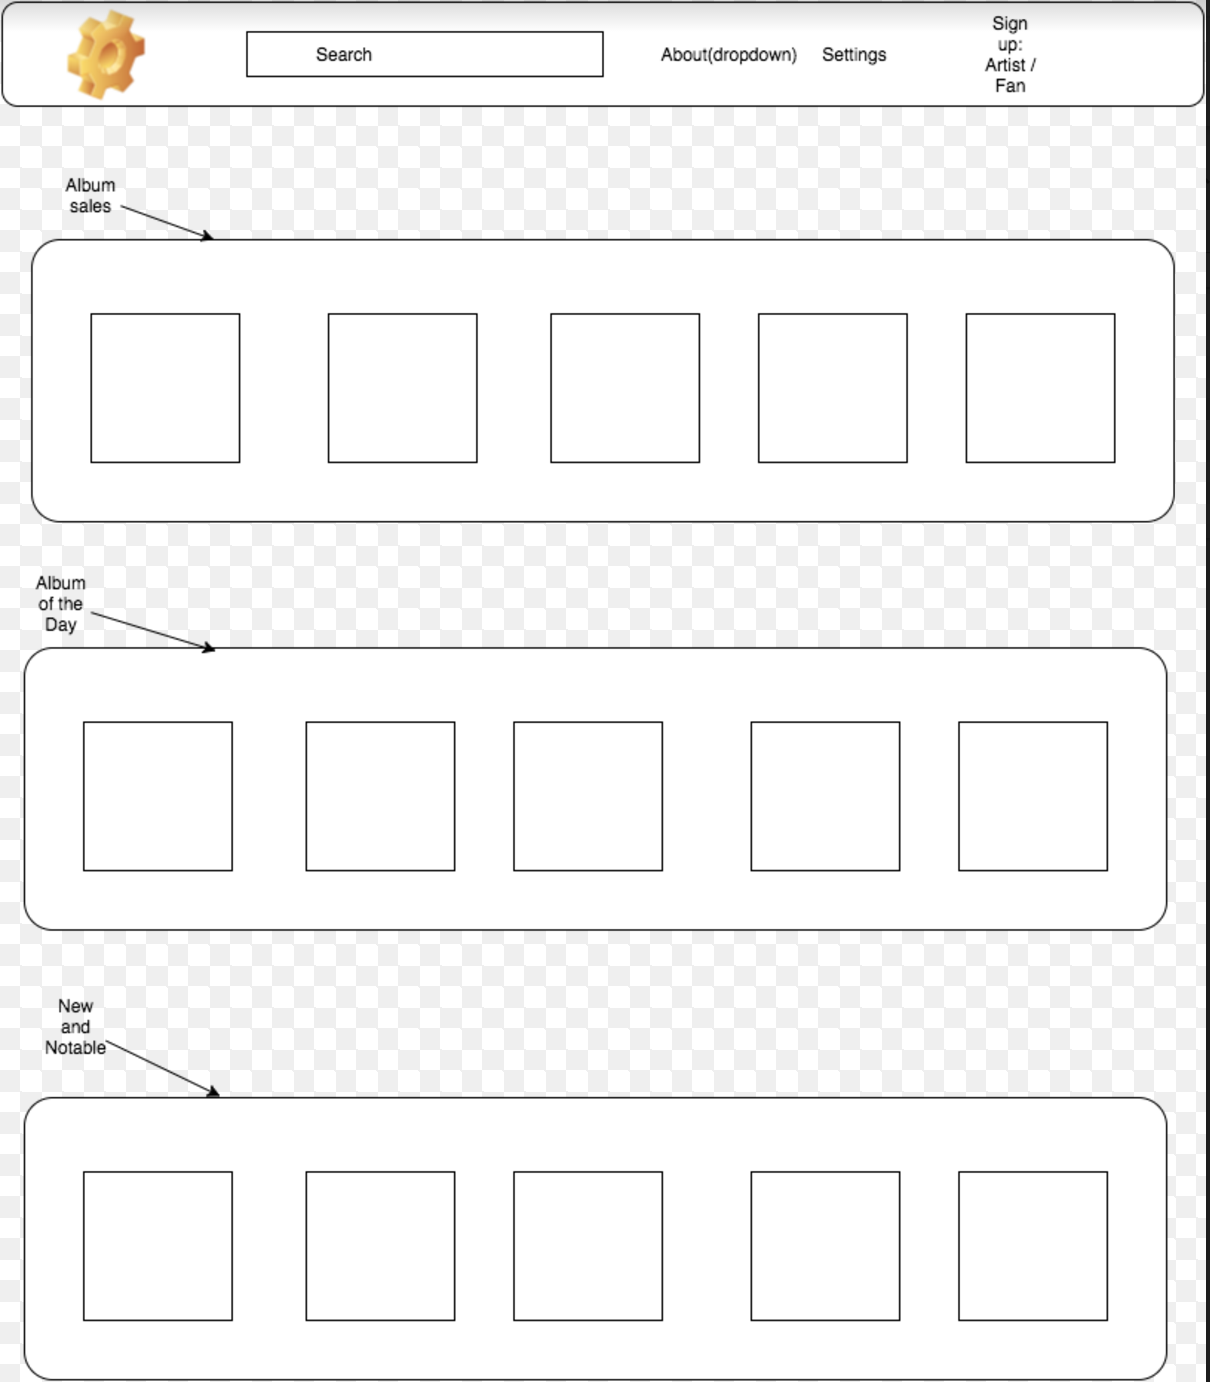 Search
About(dropdown)
Settings
Sign
up:
Artist /
Fan
Album
sales
Album
of the
Day
New
and
Notable